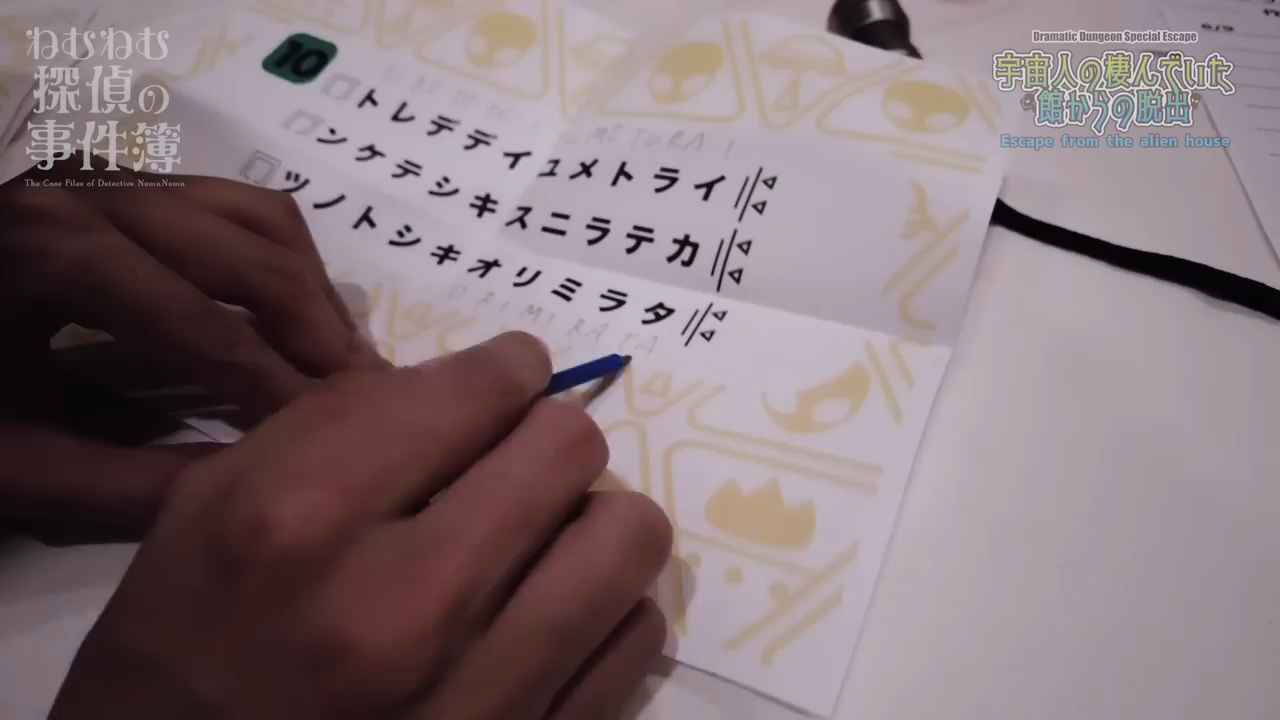 ねむねむ
探偵の
事件簿
The Case Files of Detective NemuNemu
Dramatic Dungeon Special Escape
宇宙人の棲んでいた
館からの脱出
Escape from the alien house
10
□トレデディュメトライ
□ンケテシキスニラテカ
□ツノトシキオリミラタ
METORAI
ORIMIRATA